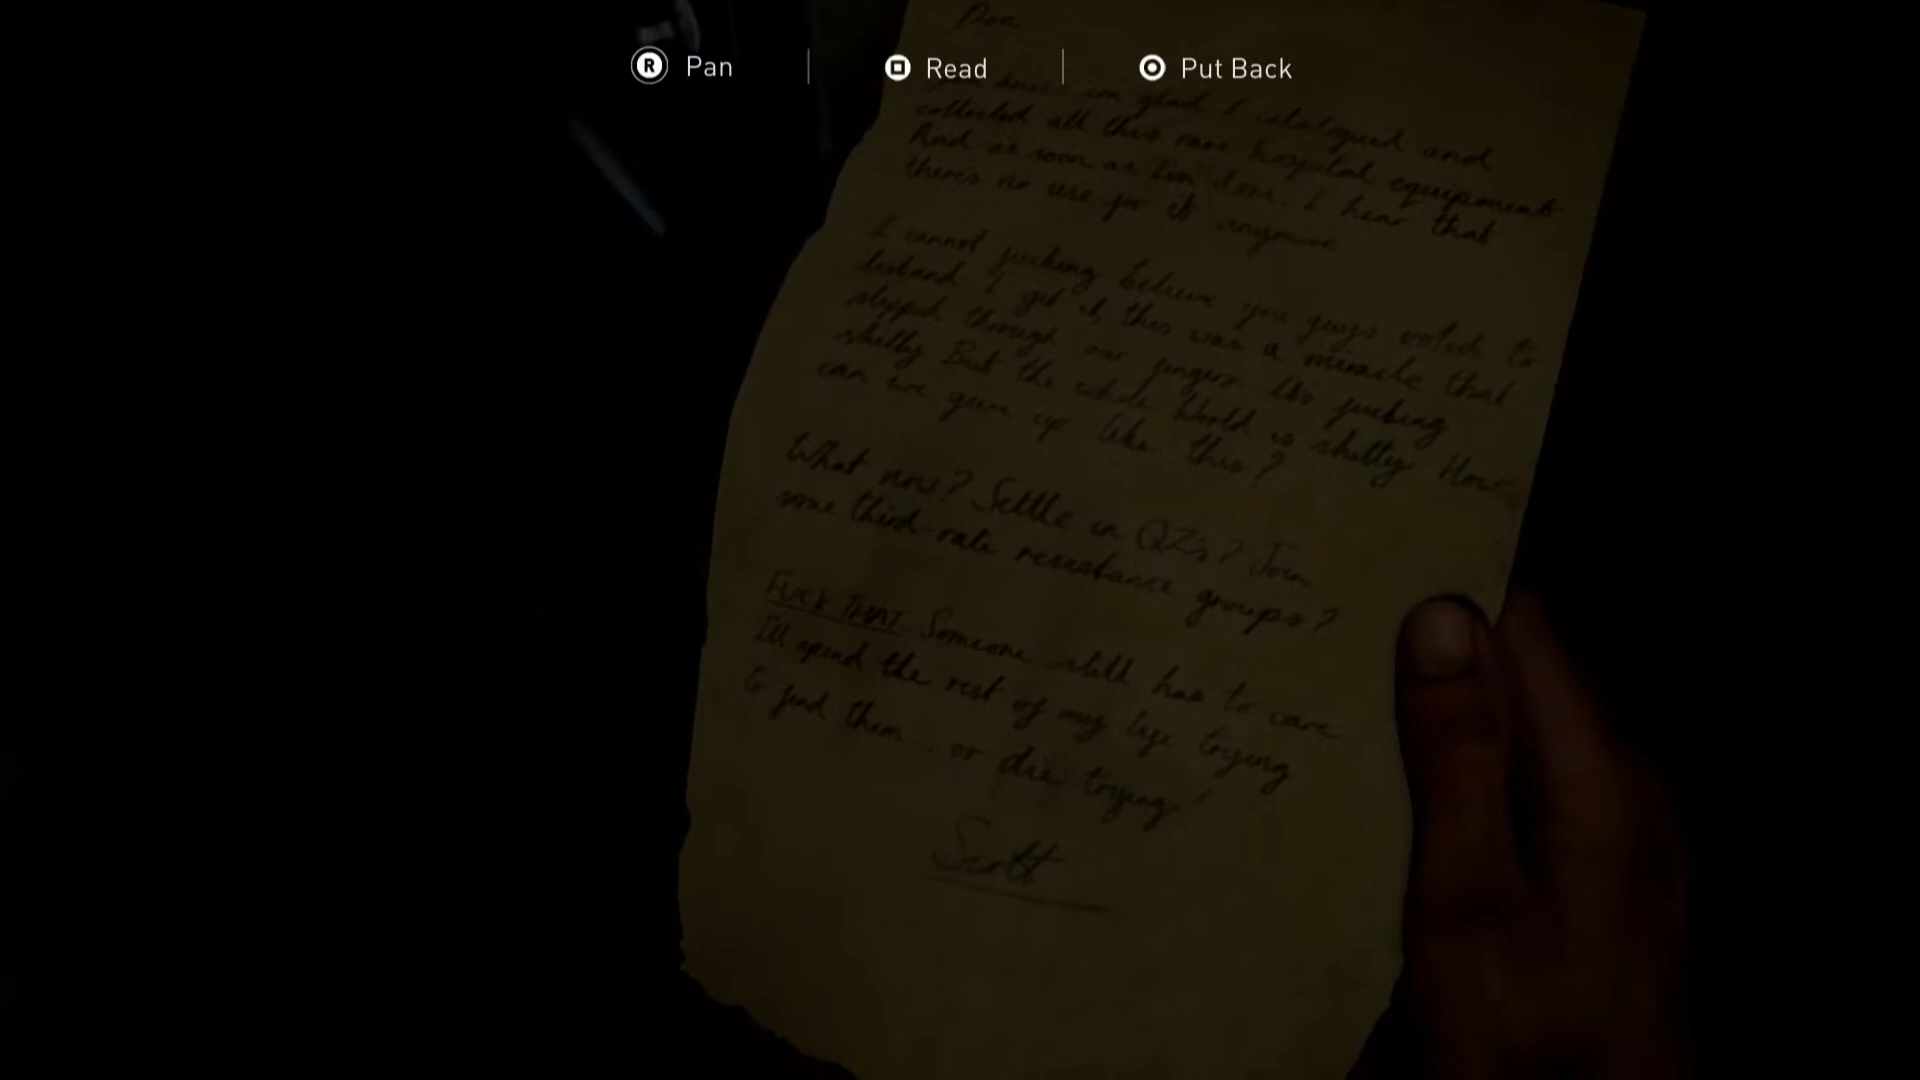 Pan
Read
Put Back
I'm glad I catalogued and
collected all this rare hospital equipment
And as soon as I'm done, I hear that
there's no use for it anymore
I cannot fucking believe you guys voted to
disband I get it, this was a miracle that
slipped through our fingers It's fucking
shitty But the whole world is shitty How
can we give up like this?
What now? Settle in QZs? Join
some third-rate resistance groups?
FUCK THAT. Someone still has to care
I'll spend the rest of my life trying
to find them.. or die trying!
Scott